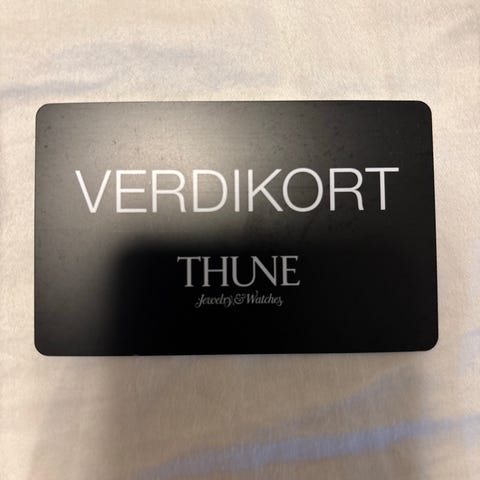 VERDIKORT
THUNE
Jewelry & Watches